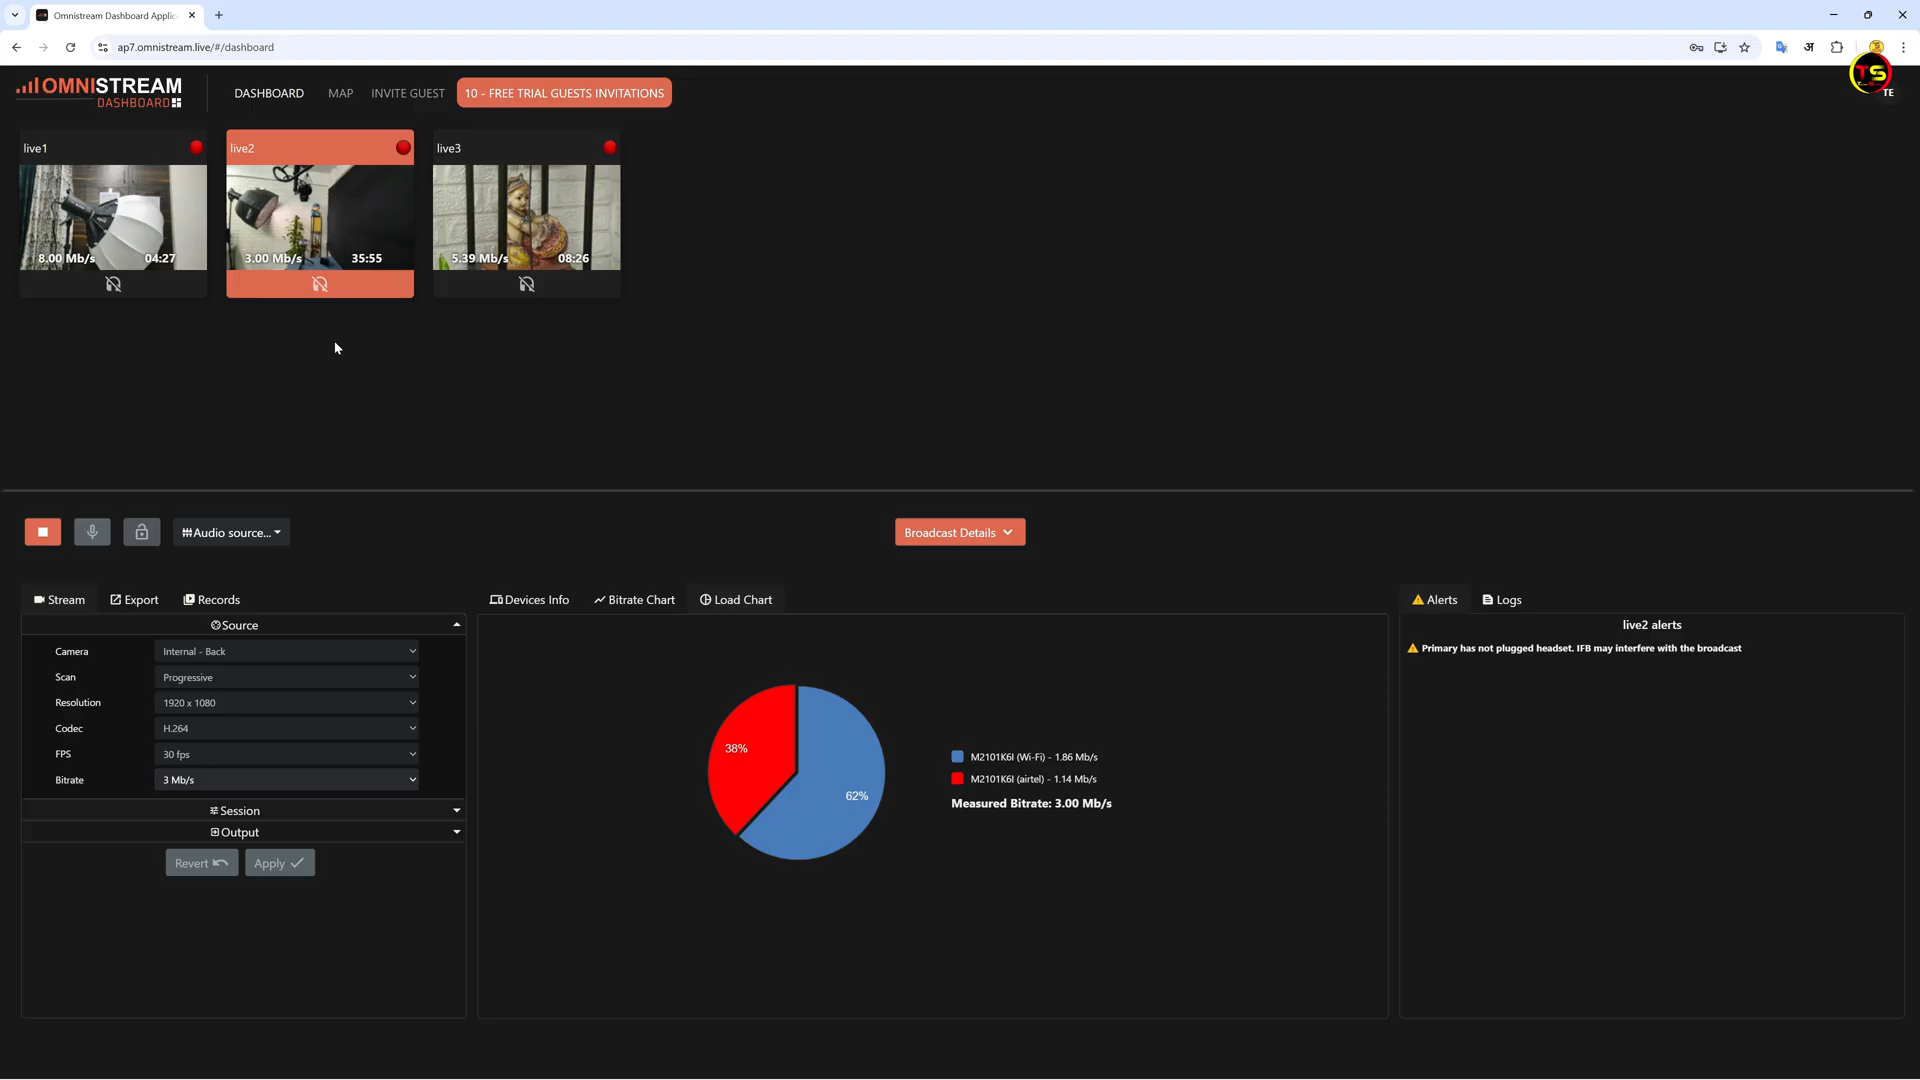 Omnistream Dashboard Applic
ap7.omnistream.live/#/dashboard
अ
TS
OMNISTREAM
DASHBOARD
DASHBOARD
MAP
INVITE GUEST
10 - FREE TRIAL GUESTS INVITATIONS
TE
live1
live2
live3
8.00 Mb/s 04:27
3.00 Mb/s 35:55
5.39 Mb/s 08:26
Audio source...
Broadcast Details
Stream
Export
Records
Devices Info
Bitrate Chart
Load Chart
Alerts
Logs
Source
Camera Internal - Back
Scan Progressive
Resolution 1920 x 1080
Codec H.264
FPS 30 fps
Bitrate 3 Mb/s
Session
Output
Revert
Apply
38%
62%
M2101K6I (Wi-Fi) - 1.86 Mb/s
M2101K6I (airtel) - 1.14 Mb/s
Measured Bitrate: 3.00 Mb/s
live2 alerts
Primary has not plugged headset. IFB may interfere with the broadcast